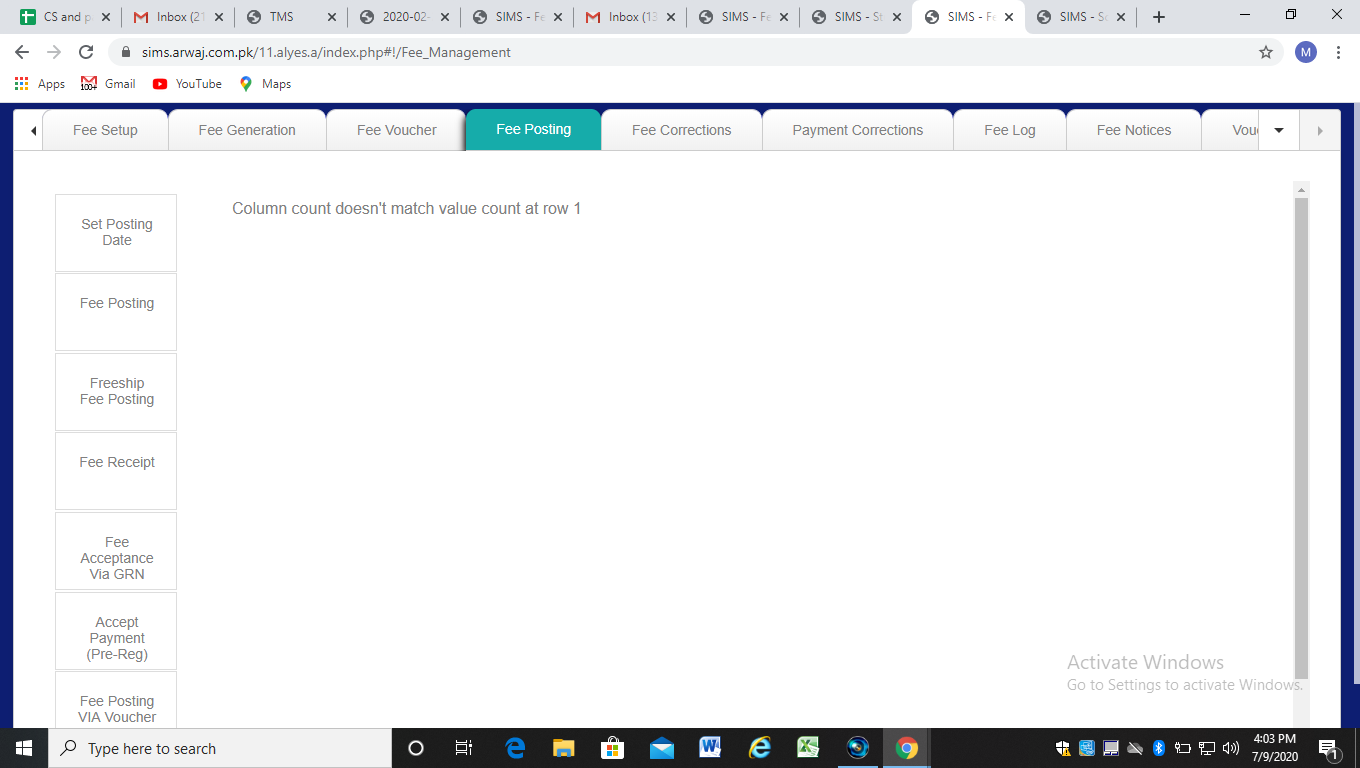 CS and p
Inbox (21
TMS
2020-02-
SIMS - Fe
Inbox (13
SIMS - Fe
SIMS - St
SIMS - Fe
SIMS - Sc
sims.arwaj.com.pk/11.alyes.a/index.php#!/Fee_Management
M
Apps
Gmail
YouTube
Maps
Fee Setup
Fee Generation
Fee Voucher
Fee Posting
Fee Corrections
Payment Corrections
Fee Log
Fee Notices
Vou
Set Posting
Date
Fee Posting
Freeship
Fee Posting
Fee Receipt
Fee
Acceptance
Via GRN
Accept
Payment
(Pre-Reg)
Fee Posting
VIA Voucher
Column count doesn't match value count at row 1
Activate Windows
Go to Settings to activate Windows.
Type here to search
4:03 PM
7/9/2020
1